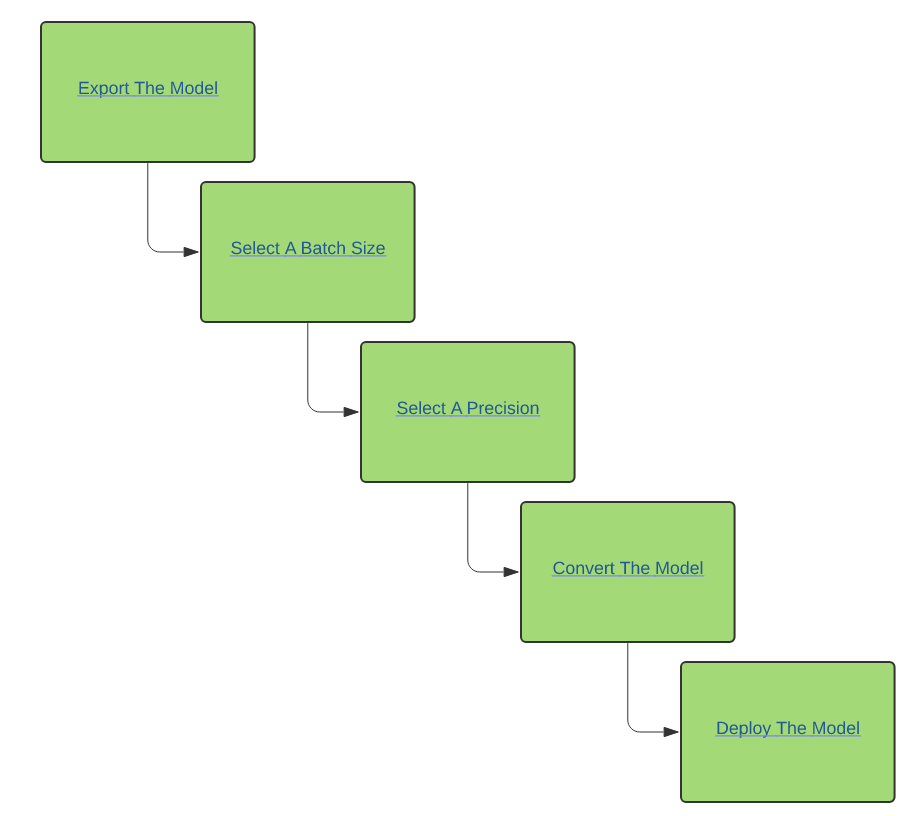 Export The Model
Select A Batch Size
Select A Precision
Convert The Model
Deploy The Model